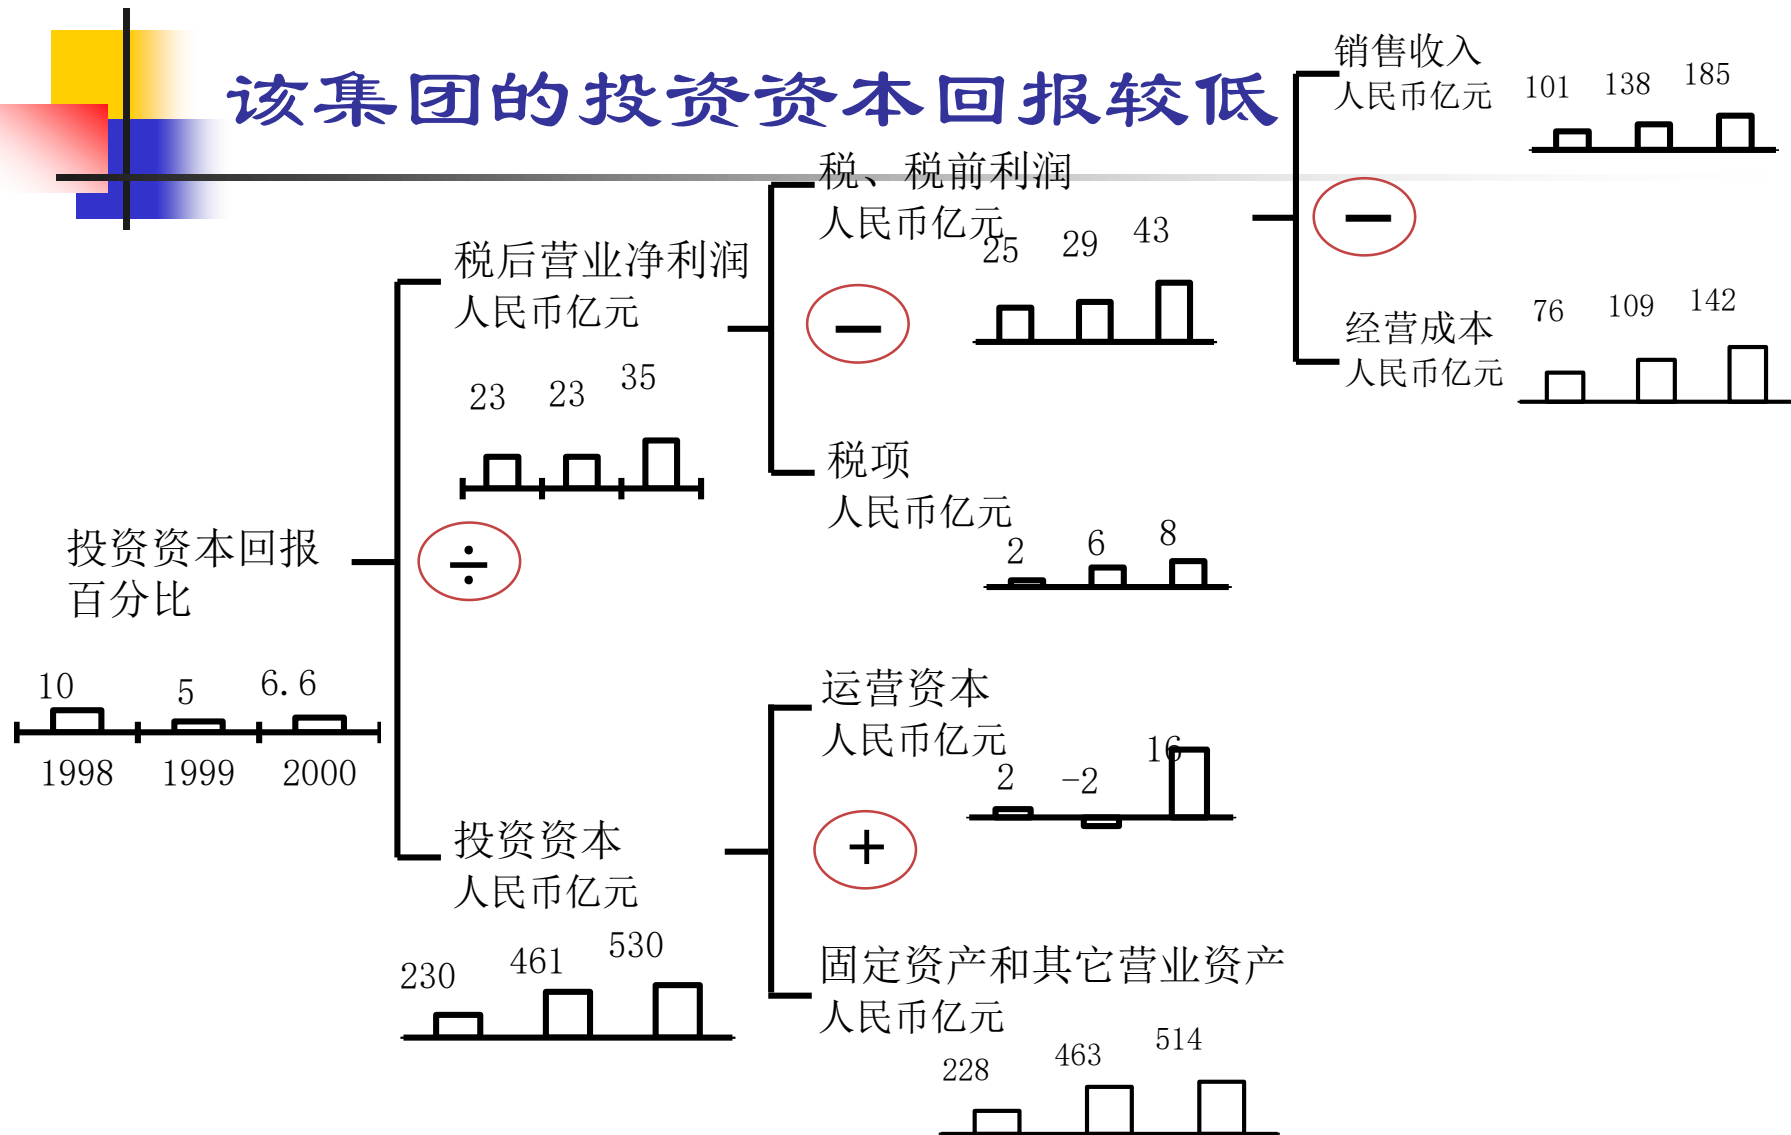 该集团的投资资本回报较低
销售收入
人民币亿元
101 138 185
—
经营成本
人民币亿元
76 109 142
税、税前利润
人民币亿元
25 29 43
—
税项
人民币亿元
2 6 8
税后营业净利润
人民币亿元
23 23 35
÷
投资资本回报
百分比
10 5 6.6
1998 1999 2000
投资资本
人民币亿元
230 461 530
运营资本
人民币亿元
2 -2 16
+
固定资产和其它营业资产
人民币亿元
228 463 514